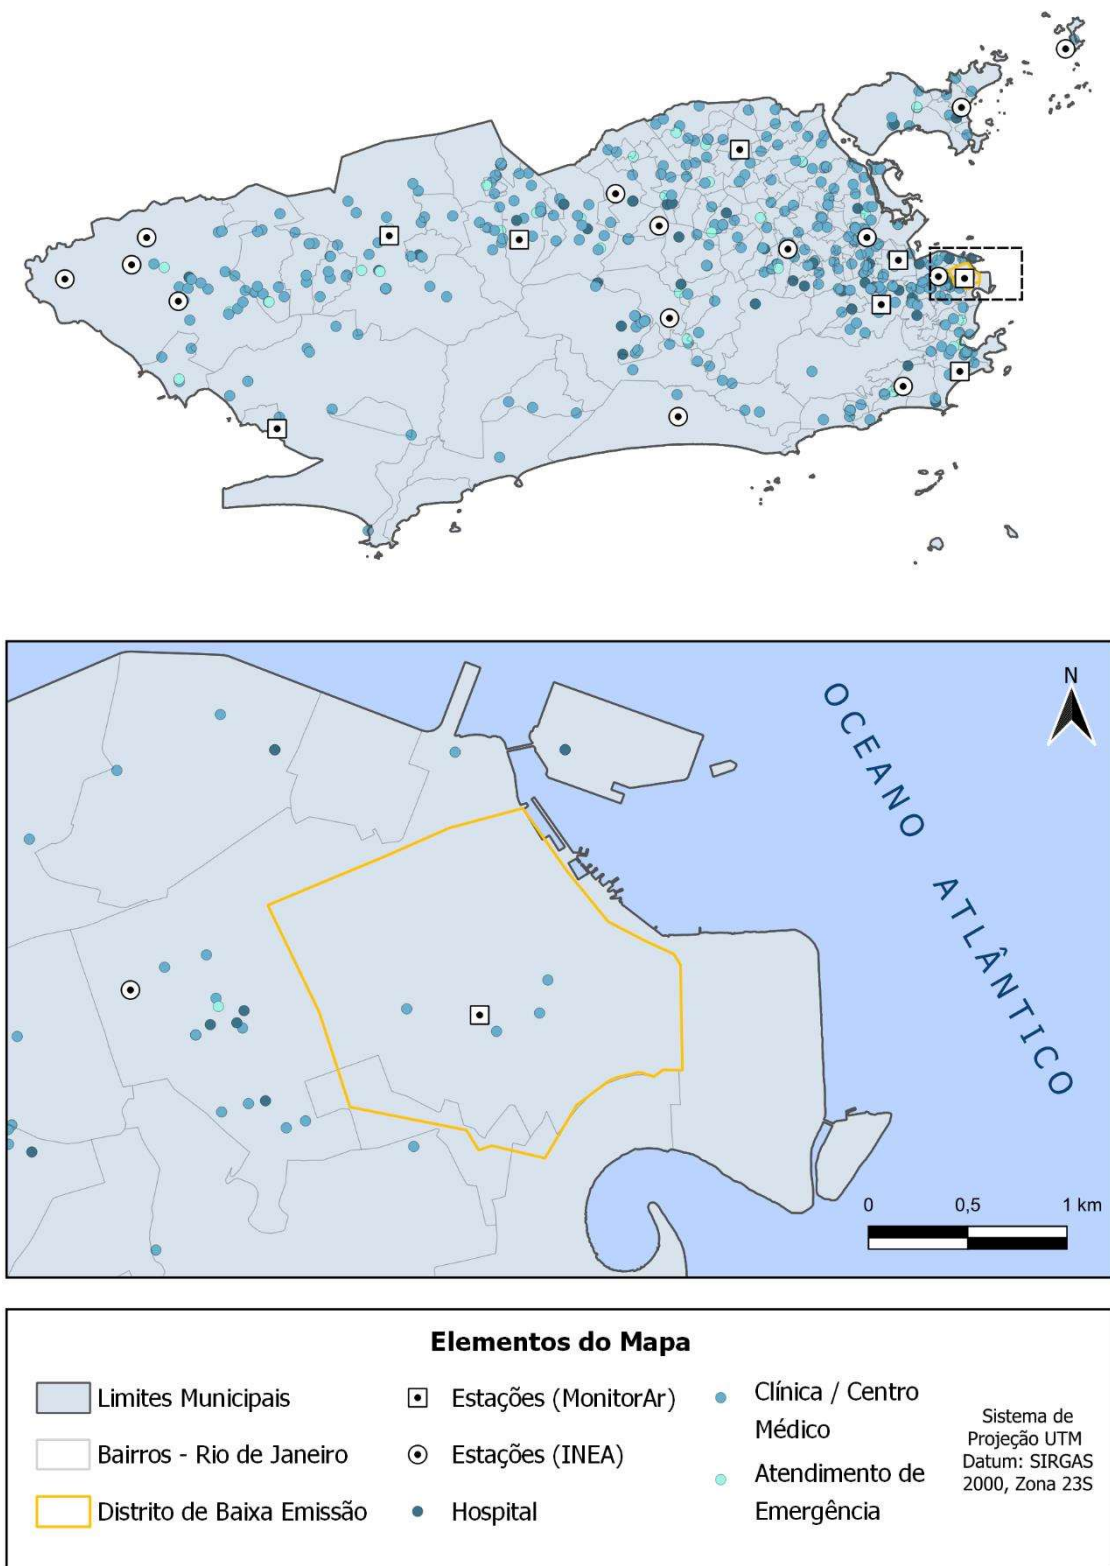 N
OCEANO ATLÂNTICO
0 0,5 1 km
Elementos do Mapa
Limites Municipais
Bairros - Rio de Janeiro
Distrito de Baixa Emissão
Estações (MonitorAr)
Estações (INEA)
Hospital
Clínica / Centro
Médico
Atendimento de
Emergência
Sistema de
Projeção UTM
Datum: SIRGAS
2000, Zona 23S